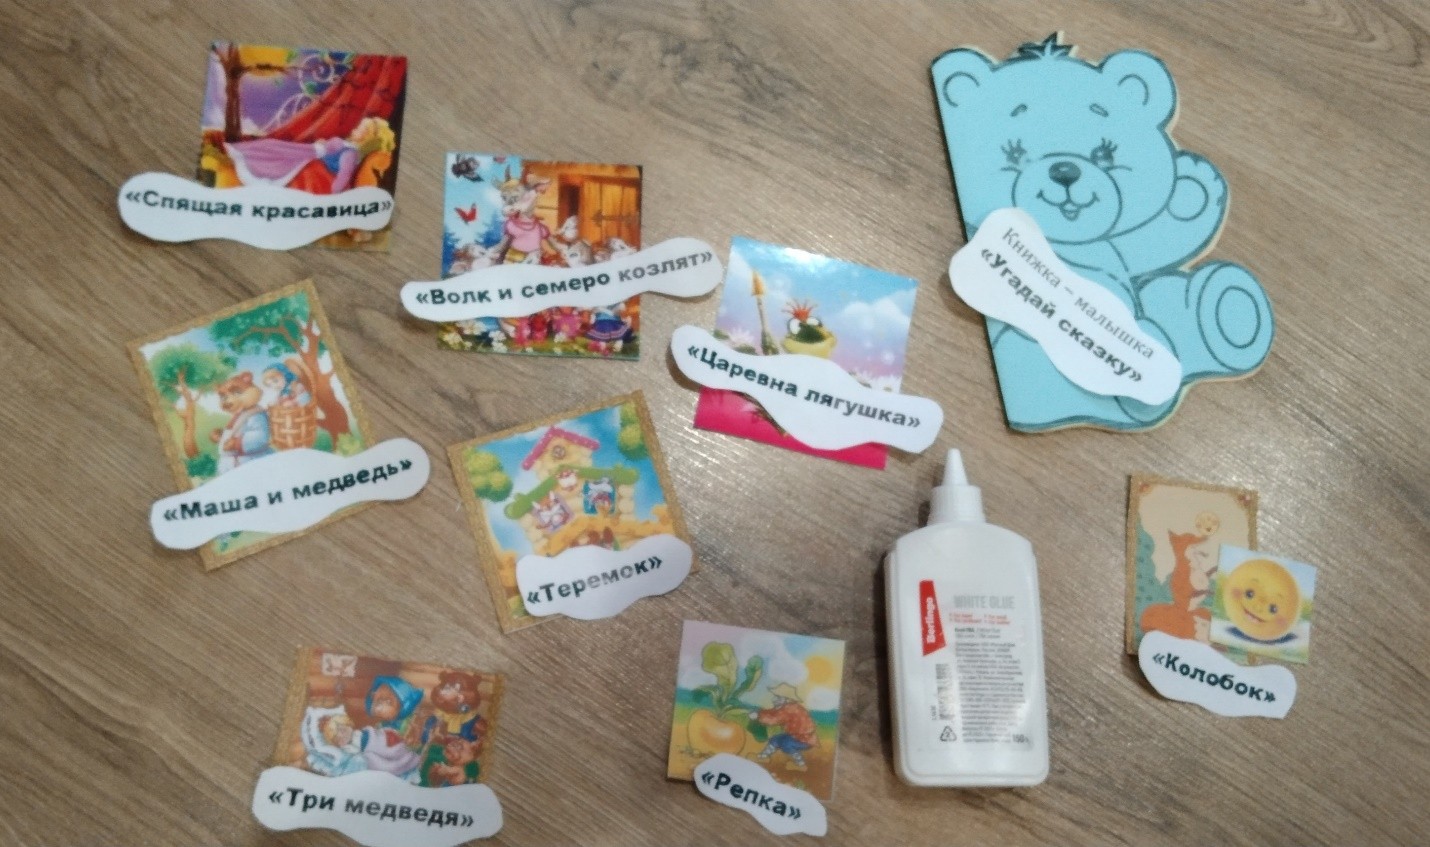 «Спящая красавица»
«Волк и семеро козлят»
«Царевна лягушка»
Книжка – малышка
«Угадай сказку»
«Маша и медведь»
«Теремок»
Berlingo
WHITE GLUE
«Колобок»
«Три медведя»
«Репка»